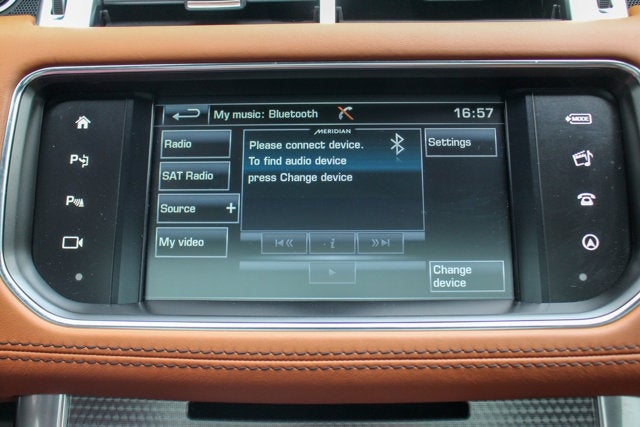 My music: Bluetooth
16:57
MODE
MERIDIAN
Radio
Please connect device.
Settings
To find audio device
SAT Radio
press Change device
Source +
My video
i
Change
device
P
P